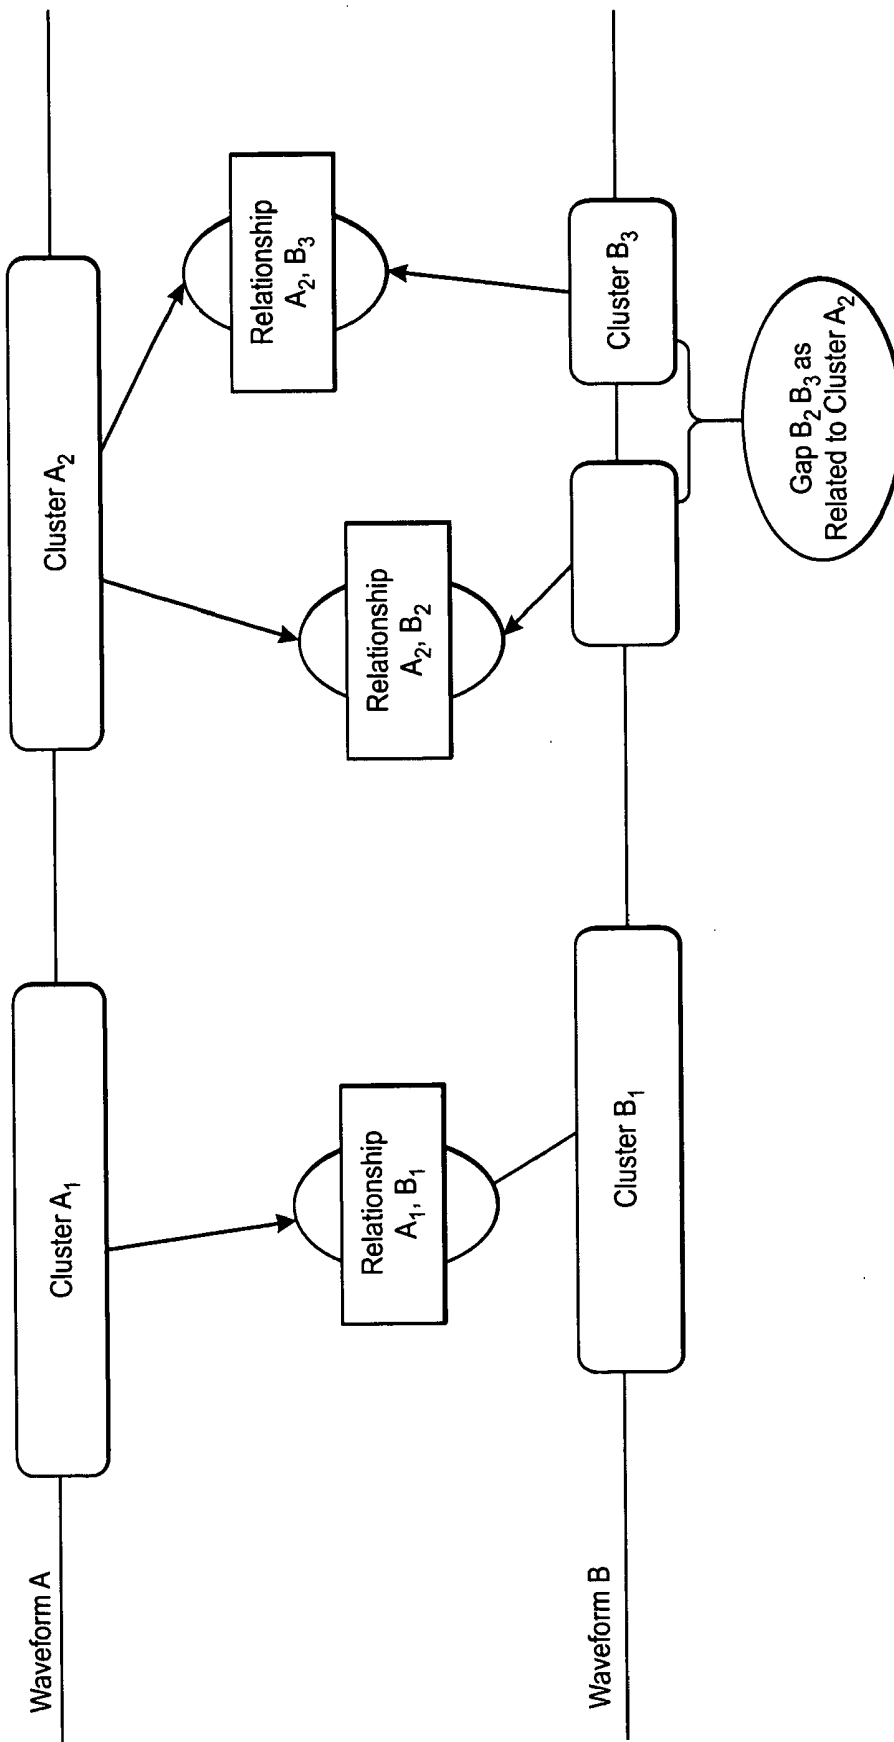 Waveform A
Cluster A₁
Cluster A₂
Relationship
A₁, B₁
Relationship
A₂, B₂
Relationship
A₂, B₃
Waveform B
Cluster B₁
Cluster B₃
Gap B₂ B₃ as
Related to Cluster A₂